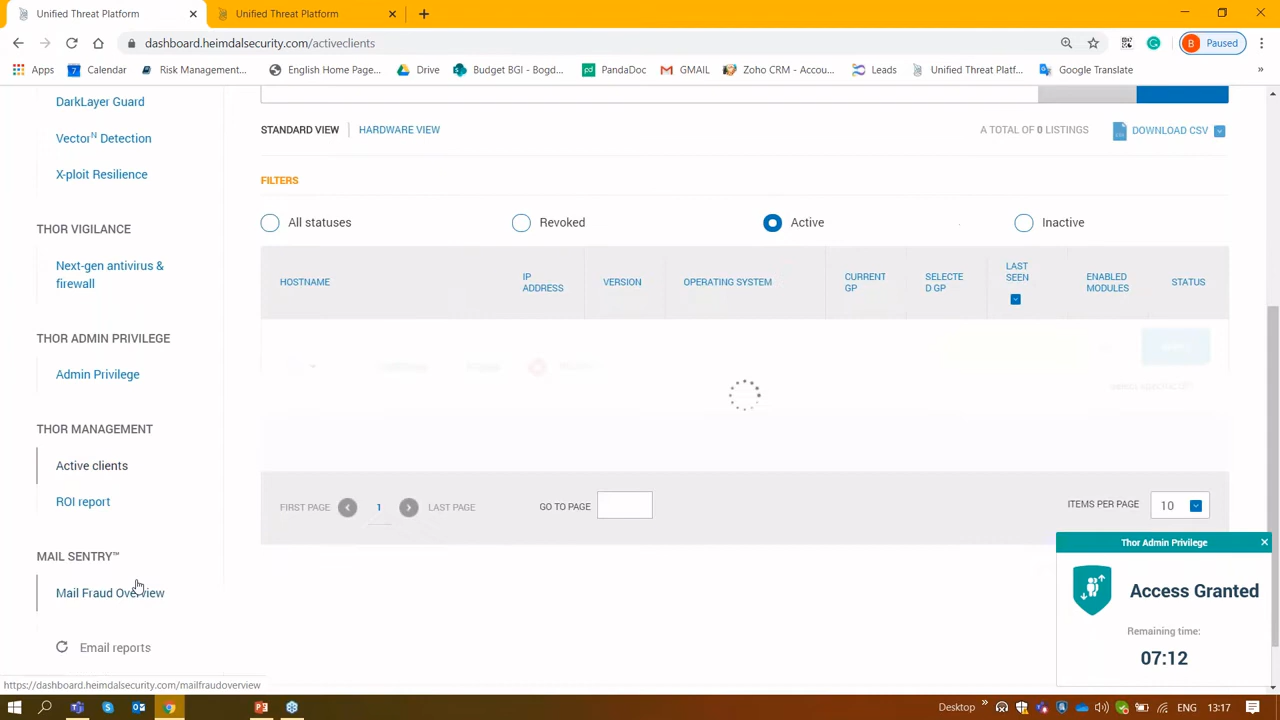 Unified Threat Platform
Unified Threat Platform
dashboard.heimdalsecurity.com/activeclients
B Paused
Apps
Calendar
Risk Management...
English Home Page...
Drive
Budget BGI - Bogd...
PandaDoc
GMAIL
Zoho CRM - Accou...
Leads
Unified Threat Platf...
Google Translate
»
DarkLayer Guard
VectorN Detection
X-ploit Resilience
THOR VIGILANCE
Next-gen antivirus &
firewall
THOR ADMIN PRIVILEGE
Admin Privilege
THOR MANAGEMENT
Active clients
ROI report
MAIL SENTRY™
Mail Fraud Overview
Email reports
https://dashboard.heimdalsecurity.com/mailfraudoverview
STANDARD VIEW
HARDWARE VIEW
A TOTAL OF 0 LISTINGS
DOWNLOAD CSV
FILTERS
All statuses
Revoked
Active
Inactive
HOSTNAME
IP
ADDRESS
VERSION
OPERATING SYSTEM
CURRENT
GP
SELECTE
D GP
LAST
SEEN
ENABLED
MODULES
STATUS
FIRST PAGE
1
LAST PAGE
GO TO PAGE
ITEMS PER PAGE
10
Thor Admin Privilege
Access Granted
Remaining time:
07:12
Desktop
»
ENG
13:17